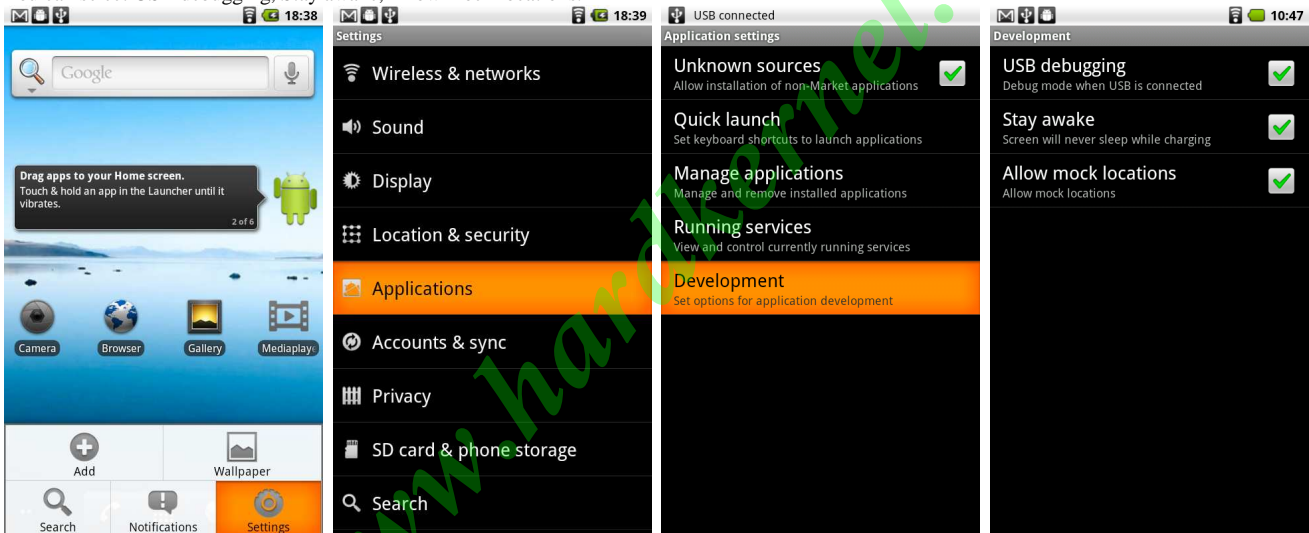 18:38
Google
Drag apps to your Home screen.
Touch & hold an app in the Launcher until it
vibrates.
2 of 6
Camera
Browser
Gallery
Mediaplaye
Add
Wallpaper
Search
Notifications
Settings
18:39
Settings
Wireless & networks
Sound
Display
Location & security
Applications
Accounts & sync
Privacy
SD card & phone storage
Search
USB connected
Application settings
Unknown sources
Allow installation of non-Market applications
Quick launch
Set keyboard shortcuts to launch applications
Manage applications
Manage and remove installed applications
Running services
View and control currently running services
Development
Set options for application development
10:47
Development
USB debugging
Debug mode when USB is connected
Stay awake
Screen will never sleep while charging
Allow mock locations
Allow mock locations
www.hardkernel.